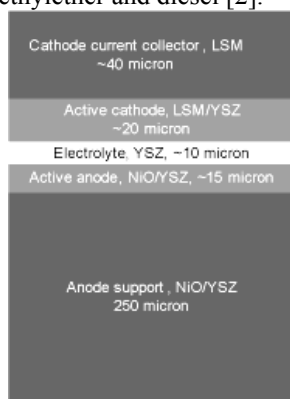 ethylether and diesel [2].
Cathode current collector , LSM
~40 micron
Active cathode, LSM/YSZ
~20 micron
Electrolyte, YSZ, ~10 micron
Active anode, NiO/YSZ, ~15 micron
Anode support , NiO/YSZ
250 micron